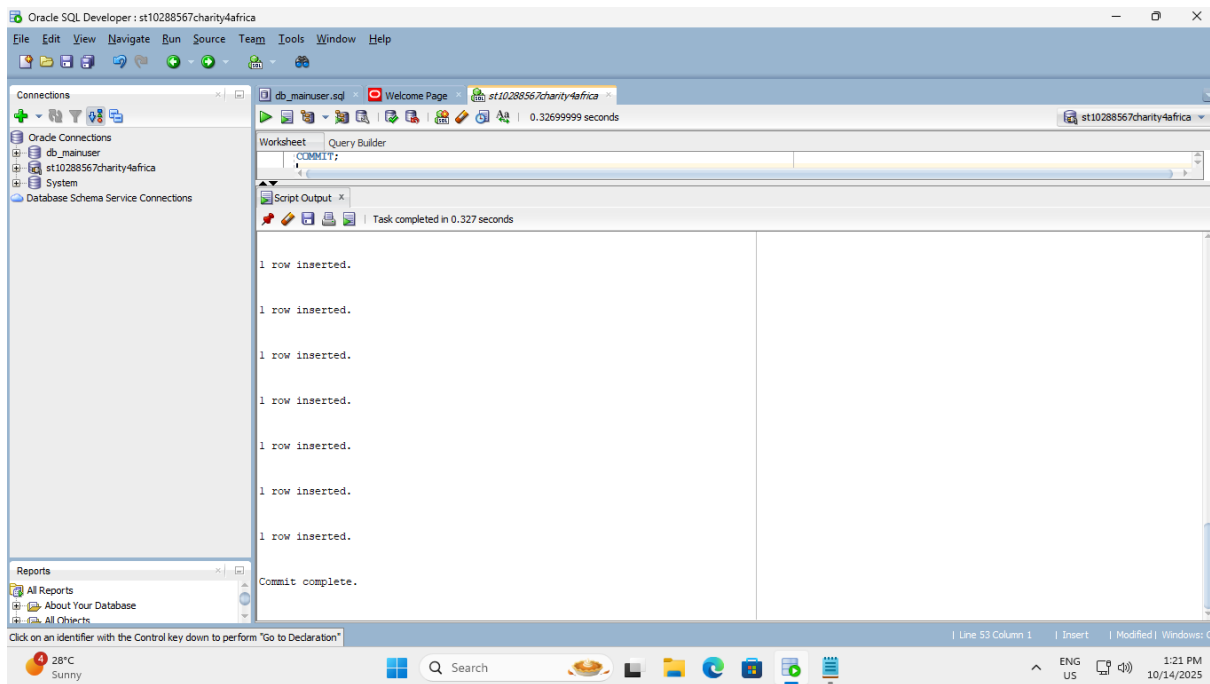 Oracle SQL Developer : st10288567charity4africa
File Edit View Navigate Run Source Team Tools Window Help
Connections
Oracle Connections
db_mainuser
st10288567charity4africa
System
Database Schema Service Connections
db_mainuser.sql
Welcome Page
st10288567charity4africa
0.32699999 seconds
st10288567charity4africa
Worksheet Query Builder
COMMIT;
Script Output
Task completed in 0.327 seconds
1 row inserted.
1 row inserted.
1 row inserted.
1 row inserted.
1 row inserted.
1 row inserted.
1 row inserted.
Commit complete.
Reports
All Reports
About Your Database
All Objects
Click on an identifier with the Control key down to perform "Go to Declaration"
Line 53 Column 1 | Insert | Modified | Windows:
4
28°C
Sunny
Search
ENG
US
1:21 PM
10/14/2025